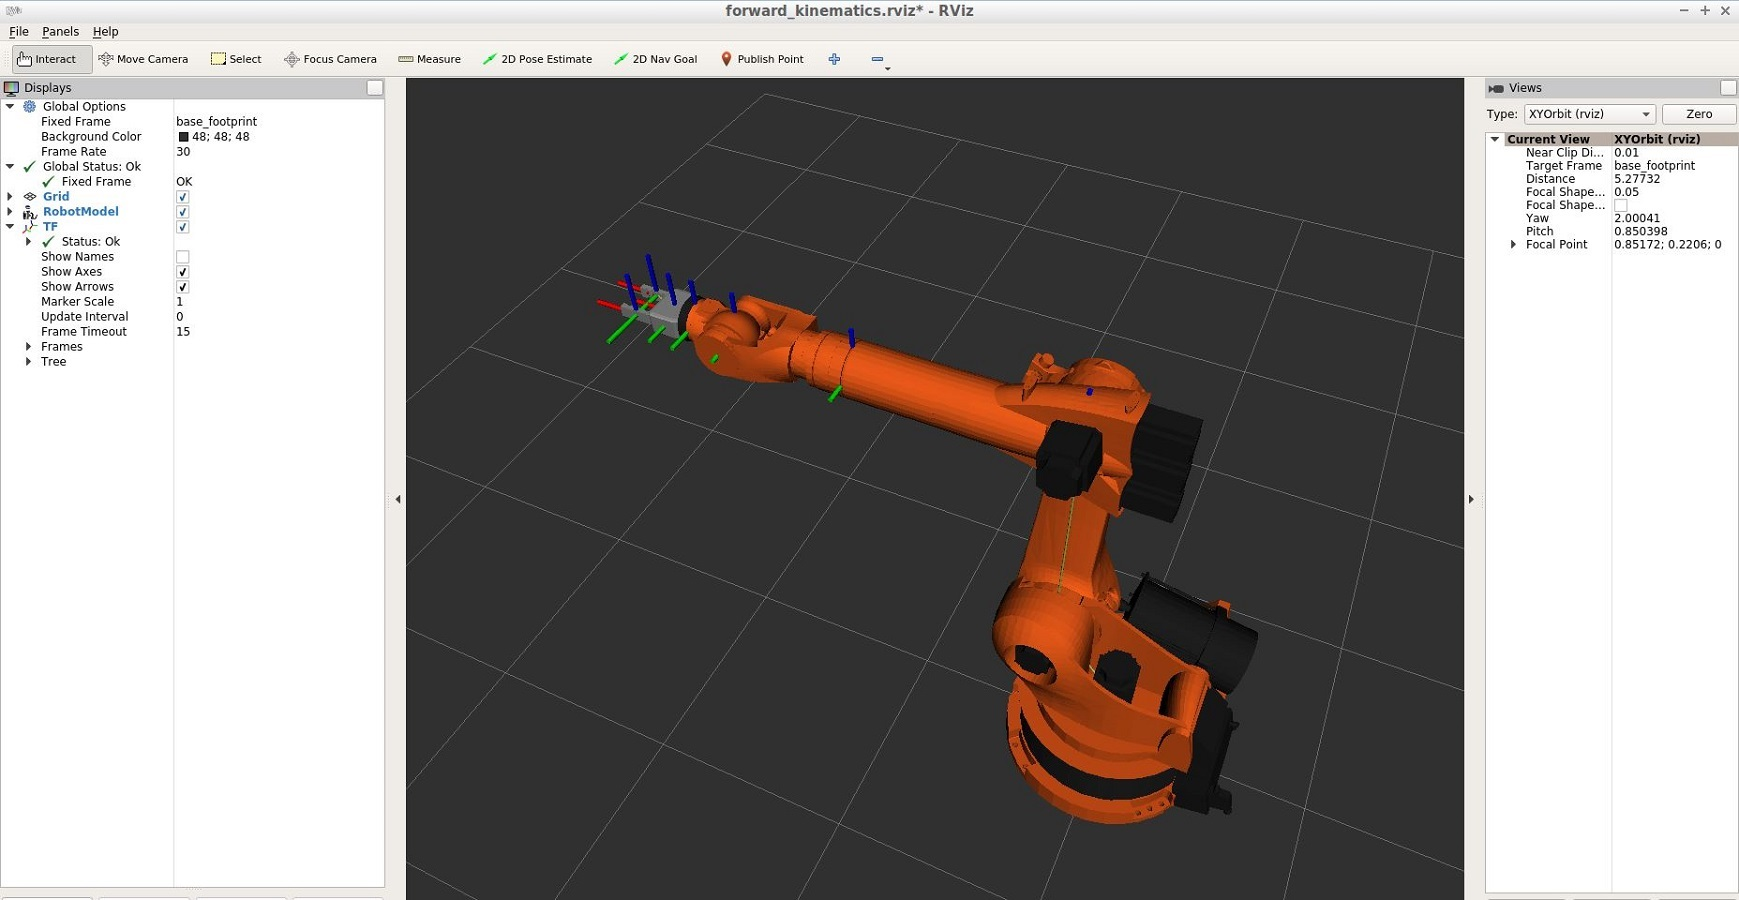 forward_kinematics.rviz* - RViz
File Panels Help
Interact Move Camera Select Focus Camera Measure 2D Pose Estimate 2D Nav Goal Publish Point
Displays
Global Options
Fixed Frame base_footprint
Background Color 48; 48; 48
Frame Rate 30
Global Status: Ok
Fixed Frame OK
Grid
RobotModel
TF
Status: Ok
Show Names
Show Axes
Show Arrows
Marker Scale 1
Update Interval 0
Frame Timeout 15
Frames
Tree
Views
Type: XYOrbit (rviz) Zero
Current View XYOrbit (rviz)
Near Clip Di... 0.01
Target Frame base_footprint
Distance 5.27732
Focal Shape... 0.05
Focal Shape...
Yaw 2.00041
Pitch 0.850398
Focal Point 0.85172; 0.2206; 0